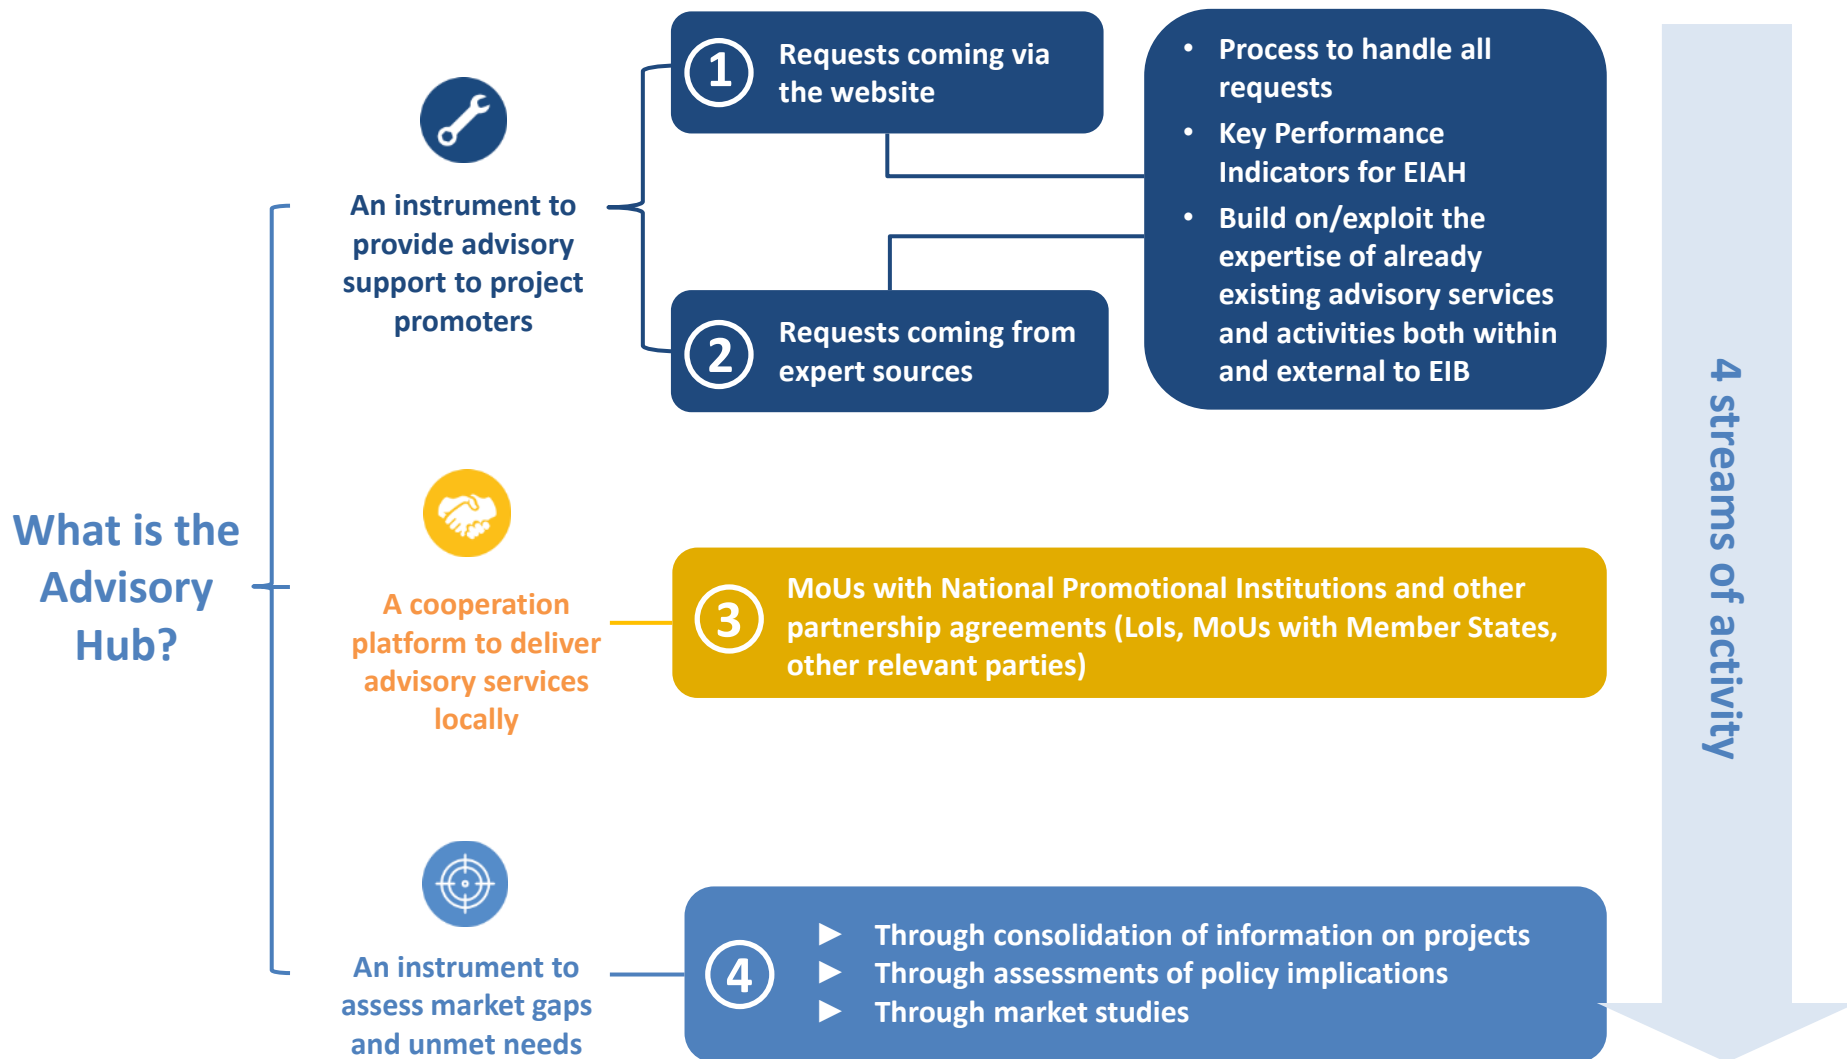 What is the
Advisory
Hub?
An instrument to
provide advisory
support to project
promoters
1
Requests coming via
the website
2
Requests coming from
expert sources
• Process to handle all
requests
• Key Performance
Indicators for EIAH
• Build on/exploit the
expertise of already
existing advisory services
and activities both within
and external to EIB
A cooperation
platform to deliver
advisory services
locally
3
MoUs with National Promotional Institutions and other
partnership agreements (LoIs, MoUs with Member States,
other relevant parties)
An instrument to
assess market gaps
and unmet needs
4
► Through consolidation of information on projects
► Through assessments of policy implications
► Through market studies
4 streams of activity